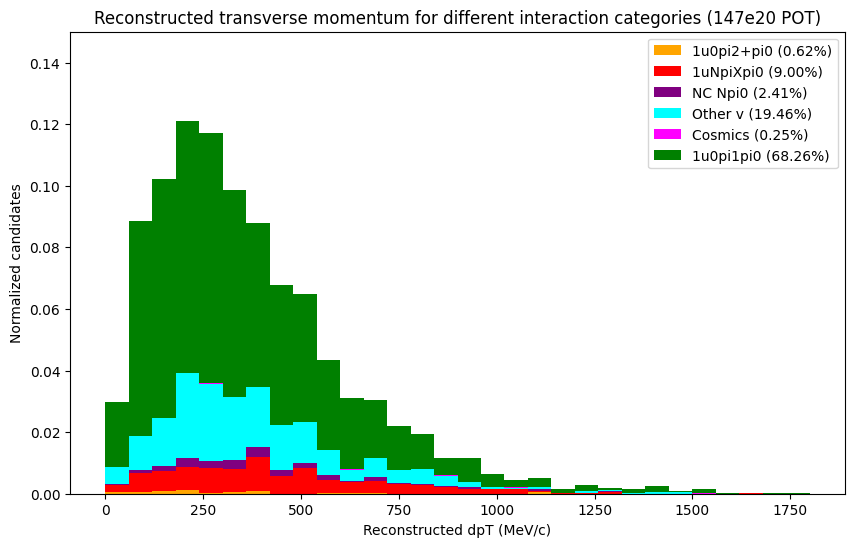 Reconstructed transverse momentum for different interaction categories (147e20 POT)
1u0pi2+pi0 (0.62%)
1uNpiXpi0 (9.00%)
NC Npi0 (2.41%)
Other v (19.46%)
Cosmics (0.25%)
1u0pi1pi0 (68.26%)
Normalized candidates
0.14
0.12
0.10
0.08
0.06
0.04
0.02
0.00
0 250 500 750 1000 1250 1500 1750
Reconstructed dpT (MeV/c)